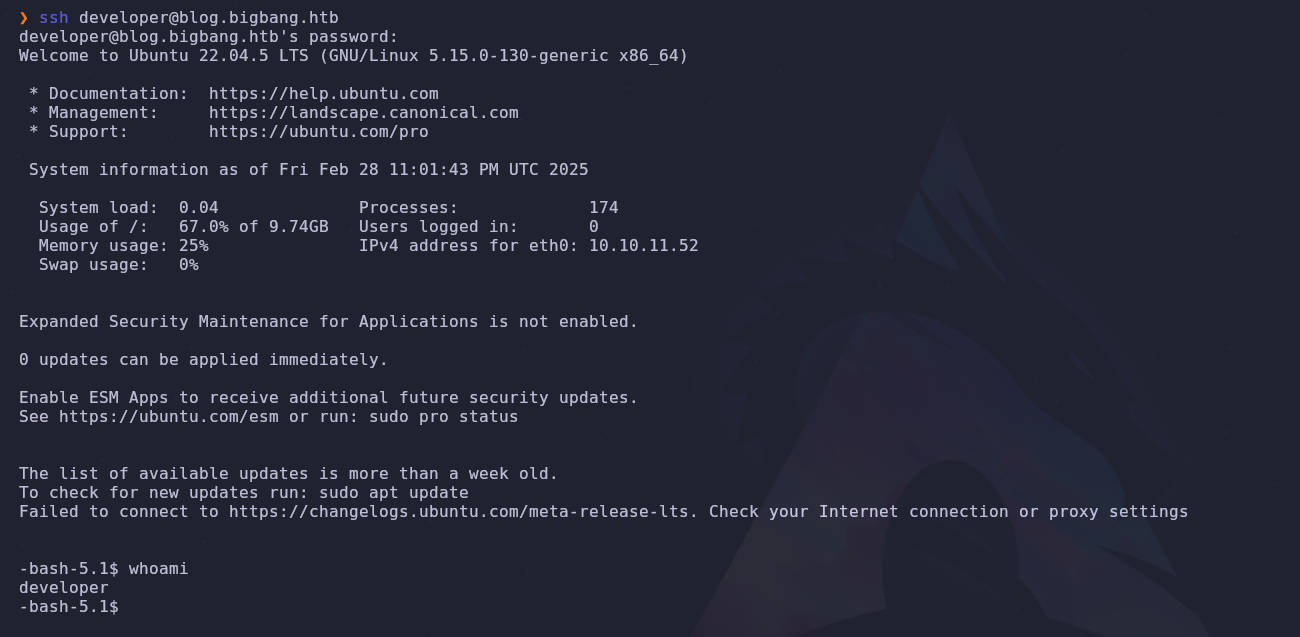 ❯ ssh developer@blog.bigbang.htb
developer@blog.bigbang.htb's password:
Welcome to Ubuntu 22.04.5 LTS (GNU/Linux 5.15.0-130-generic x86_64)
* Documentation:  https://help.ubuntu.com
* Management:     https://landscape.canonical.com
* Support:        https://ubuntu.com/pro
System information as of Fri Feb 28 11:01:43 PM UTC 2025
System load:  0.04              Processes:             174
Usage of /:   67.0% of 9.74GB   Users logged in:       0
Memory usage: 25%               IPv4 address for eth0: 10.10.11.52
Swap usage:   0%
Expanded Security Maintenance for Applications is not enabled.
0 updates can be applied immediately.
Enable ESM Apps to receive additional future security updates.
See https://ubuntu.com/esm or run: sudo pro status
The list of available updates is more than a week old.
To check for new updates run: sudo apt update
Failed to connect to https://changelogs.ubuntu.com/meta-release-lts. Check your Internet connection or proxy settings
-bash-5.1$ whoami
developer
-bash-5.1$